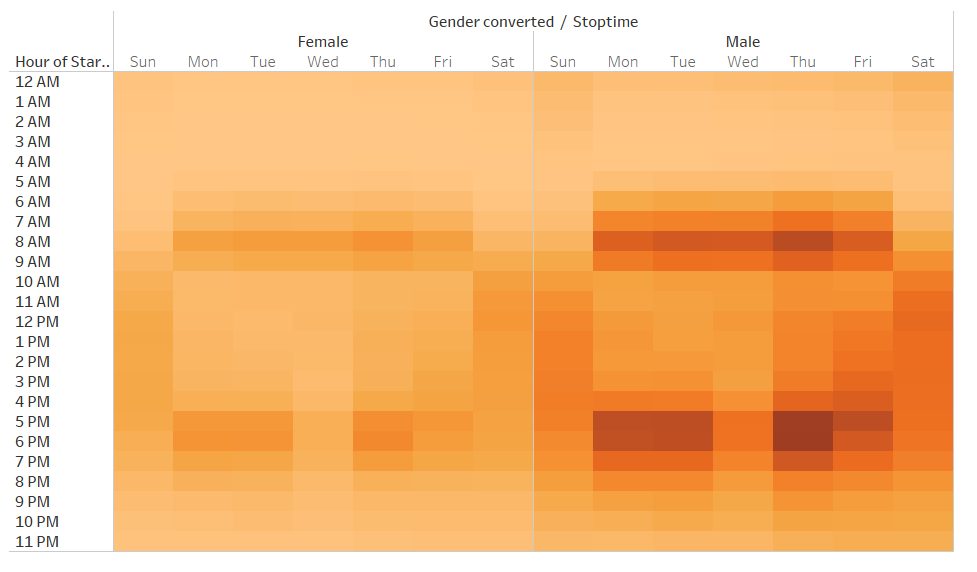 Gender converted / Stoptime
Female Male
Hour of Star.. Sun Mon Tue Wed Thu Fri Sat Sun Mon Tue Wed Thu Fri Sat
12 AM
1 AM
2 AM
3 AM
4 AM
5 AM
6 AM
7 AM
8 AM
9 AM
10 AM
11 AM
12 PM
1 PM
2 PM
3 PM
4 PM
5 PM
6 PM
7 PM
8 PM
9 PM
10 PM
11 PM